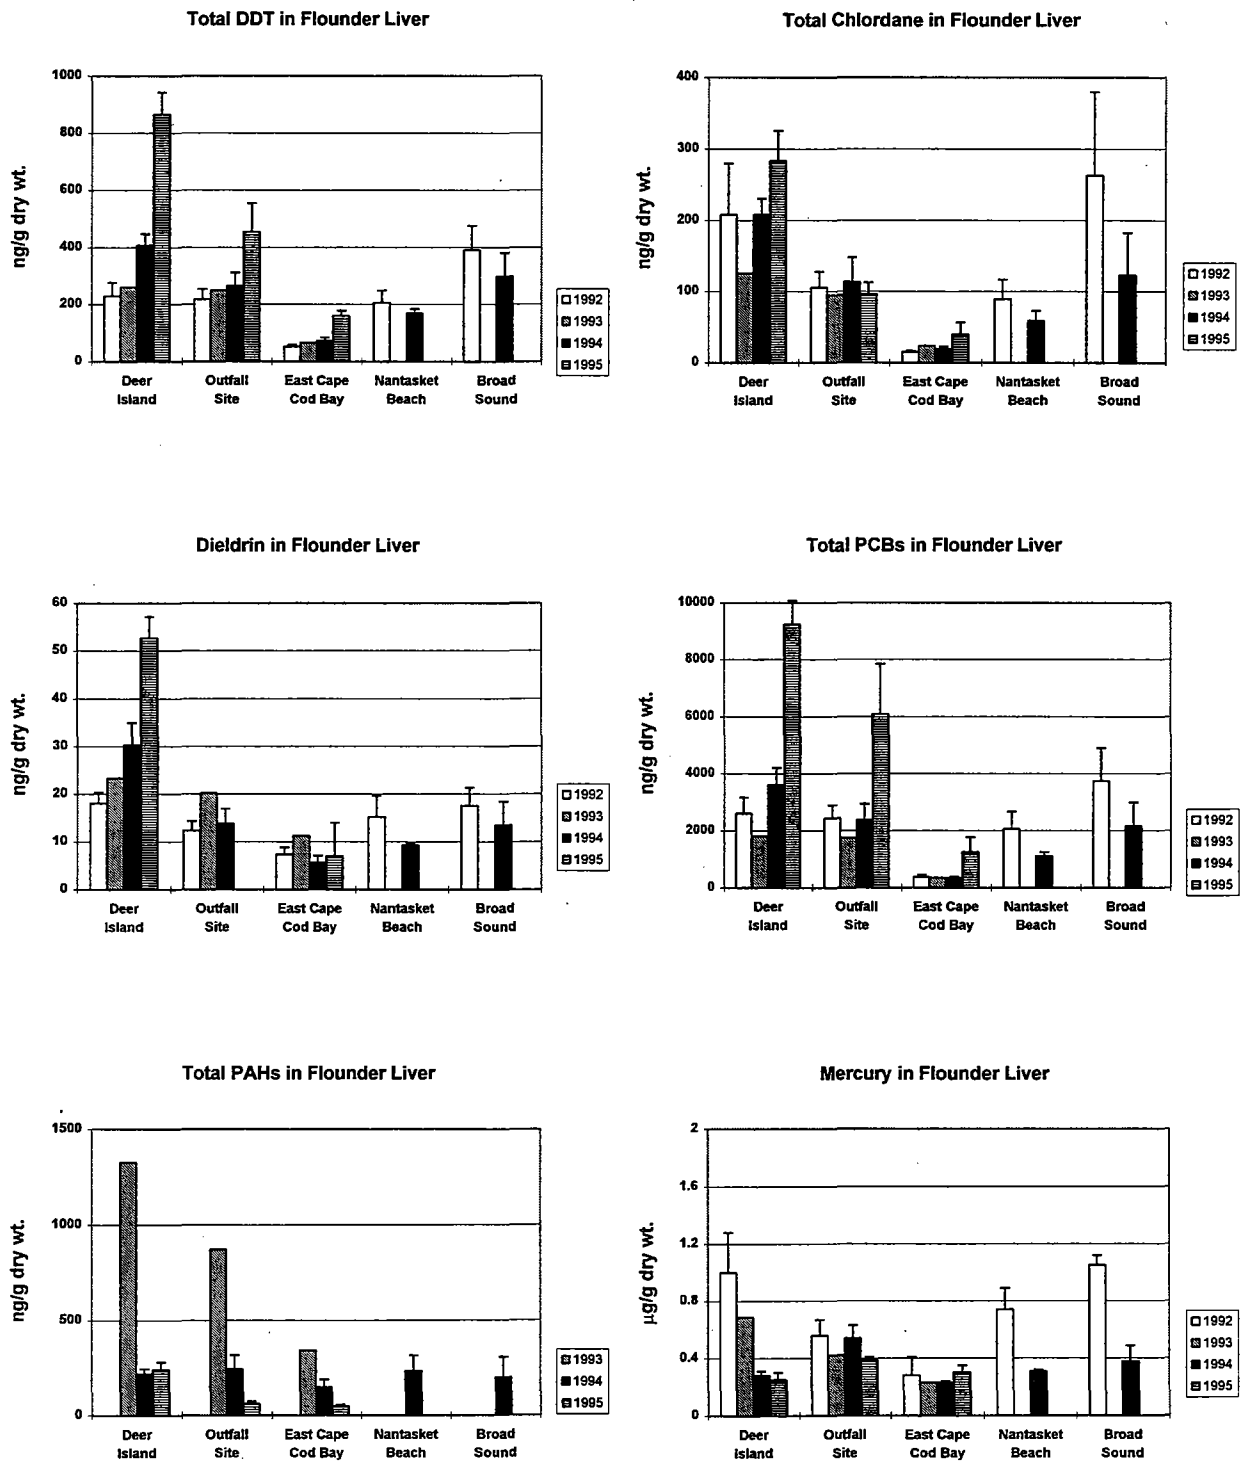 Total DDT in Flounder Liver
ng/g dry wt.
1000
800
600
400
200
0
Deer Island
Outfall Site
East Cape Cod Bay
Nantasket Beach
Broad Sound
1992
1993
1994
1995
Total Chlordane in Flounder Liver
ng/g dry wt.
400
300
200
100
0
Deer Island
Outfall Site
East Cape Cod Bay
Nantasket Beach
Broad Sound
1992
1993
1994
1995
Dieldrin in Flounder Liver
ng/g dry wt.
60
50
40
30
20
10
0
Deer Island
Outfall Site
East Cape Cod Bay
Nantasket Beach
Broad Sound
1992
1993
1994
1995
Total PCBs in Flounder Liver
ng/g dry wt.
10000
8000
6000
4000
2000
0
Deer Island
Outfall Site
East Cape Cod Bay
Nantasket Beach
Broad Sound
1992
1993
1994
1995
Total PAHs in Flounder Liver
ng/g dry wt.
1500
1000
500
0
Deer Island
Outfall Site
East Cape Cod Bay
Nantasket Beach
Broad Sound
1993
1994
1995
Mercury in Flounder Liver
µg/g dry wt.
2
1.6
1.2
0.8
0.4
0
Deer Island
Outfall Site
East Cape Cod Bay
Nantasket Beach
Broad Sound
1992
1993
1994
1995